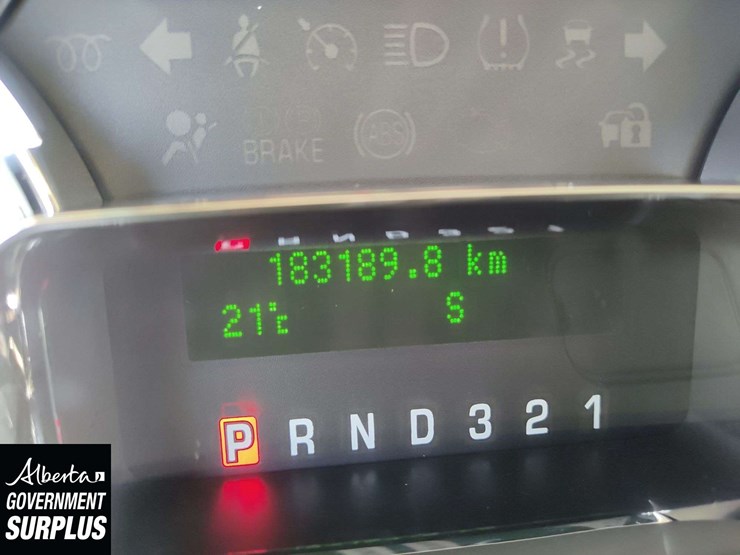 BRAKE
ABS
183189.8 km
21°C S
P R N D 3 2 1
Alberta
GOVERNMENT
SURPLUS